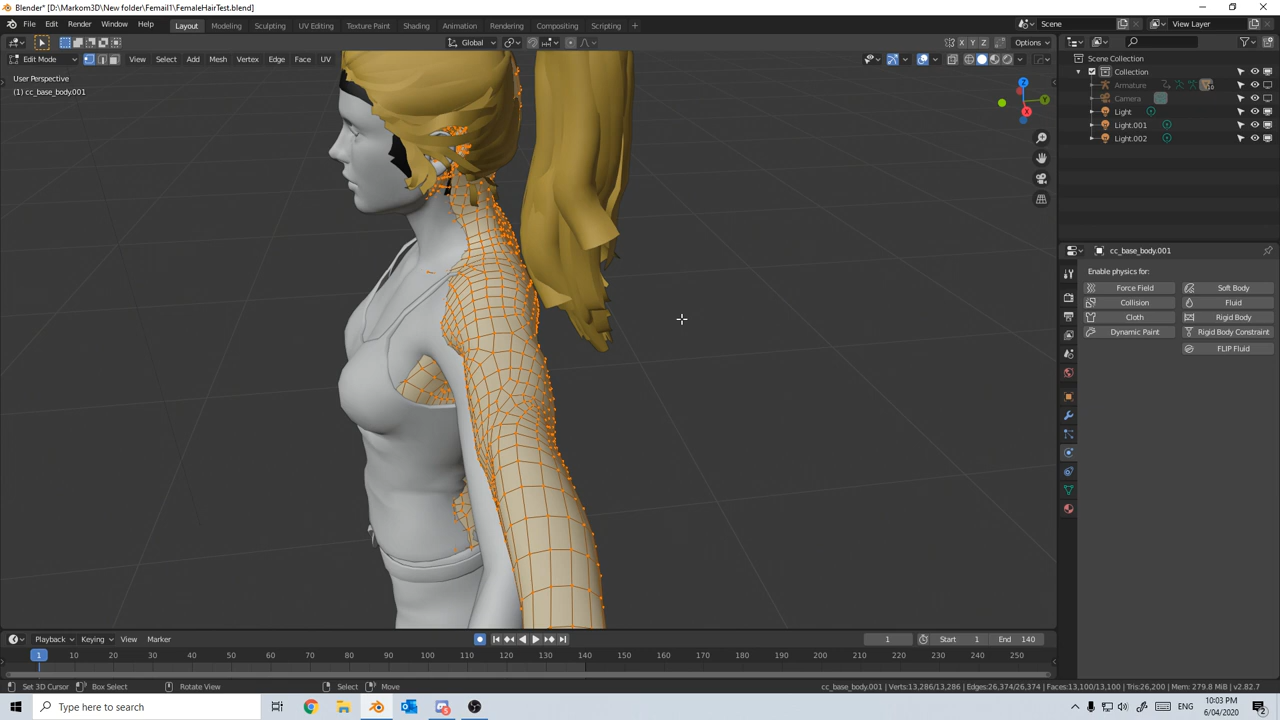 Blender* [D:\Markom3D\New folder\Femail1\FemaleHairTest.blend]
File Edit Render Window Help Layout Modeling Sculpting UV Editing Texture Paint Shading Animation Rendering Compositing Scripting + Scene View Layer
Global X Y Z Options
Edit Mode View Select Add Mesh Vertex Edge Face UV
User Perspective
(1) cc_base_body.001
Z
Y
X
Scene Collection
Collection
Armature
Camera
Light
Light.001
Light.002
cc_base_body.001
Enable physics for:
Force Field Soft Body
Collision Fluid
Cloth Rigid Body
Dynamic Paint Rigid Body Constraint
FLIP Fluid
Playback Keying View Marker 1 Start 1 End 140
1 10 20 30 40 50 60 70 80 90 100 110 120 130 140 150 160 170 180 190 200 210 220 230 240 250
Set 3D Cursor Box Select Rotate View Select Move cc_base_body.001 | Verts:13,286/13,286 | Edges:26,374/26,374 | Faces:13,100/13,100 | Tris:26,200 | Mem: 279.8 MiB | v2.82.7
Type here to search
10:03 PM
6/04/2020